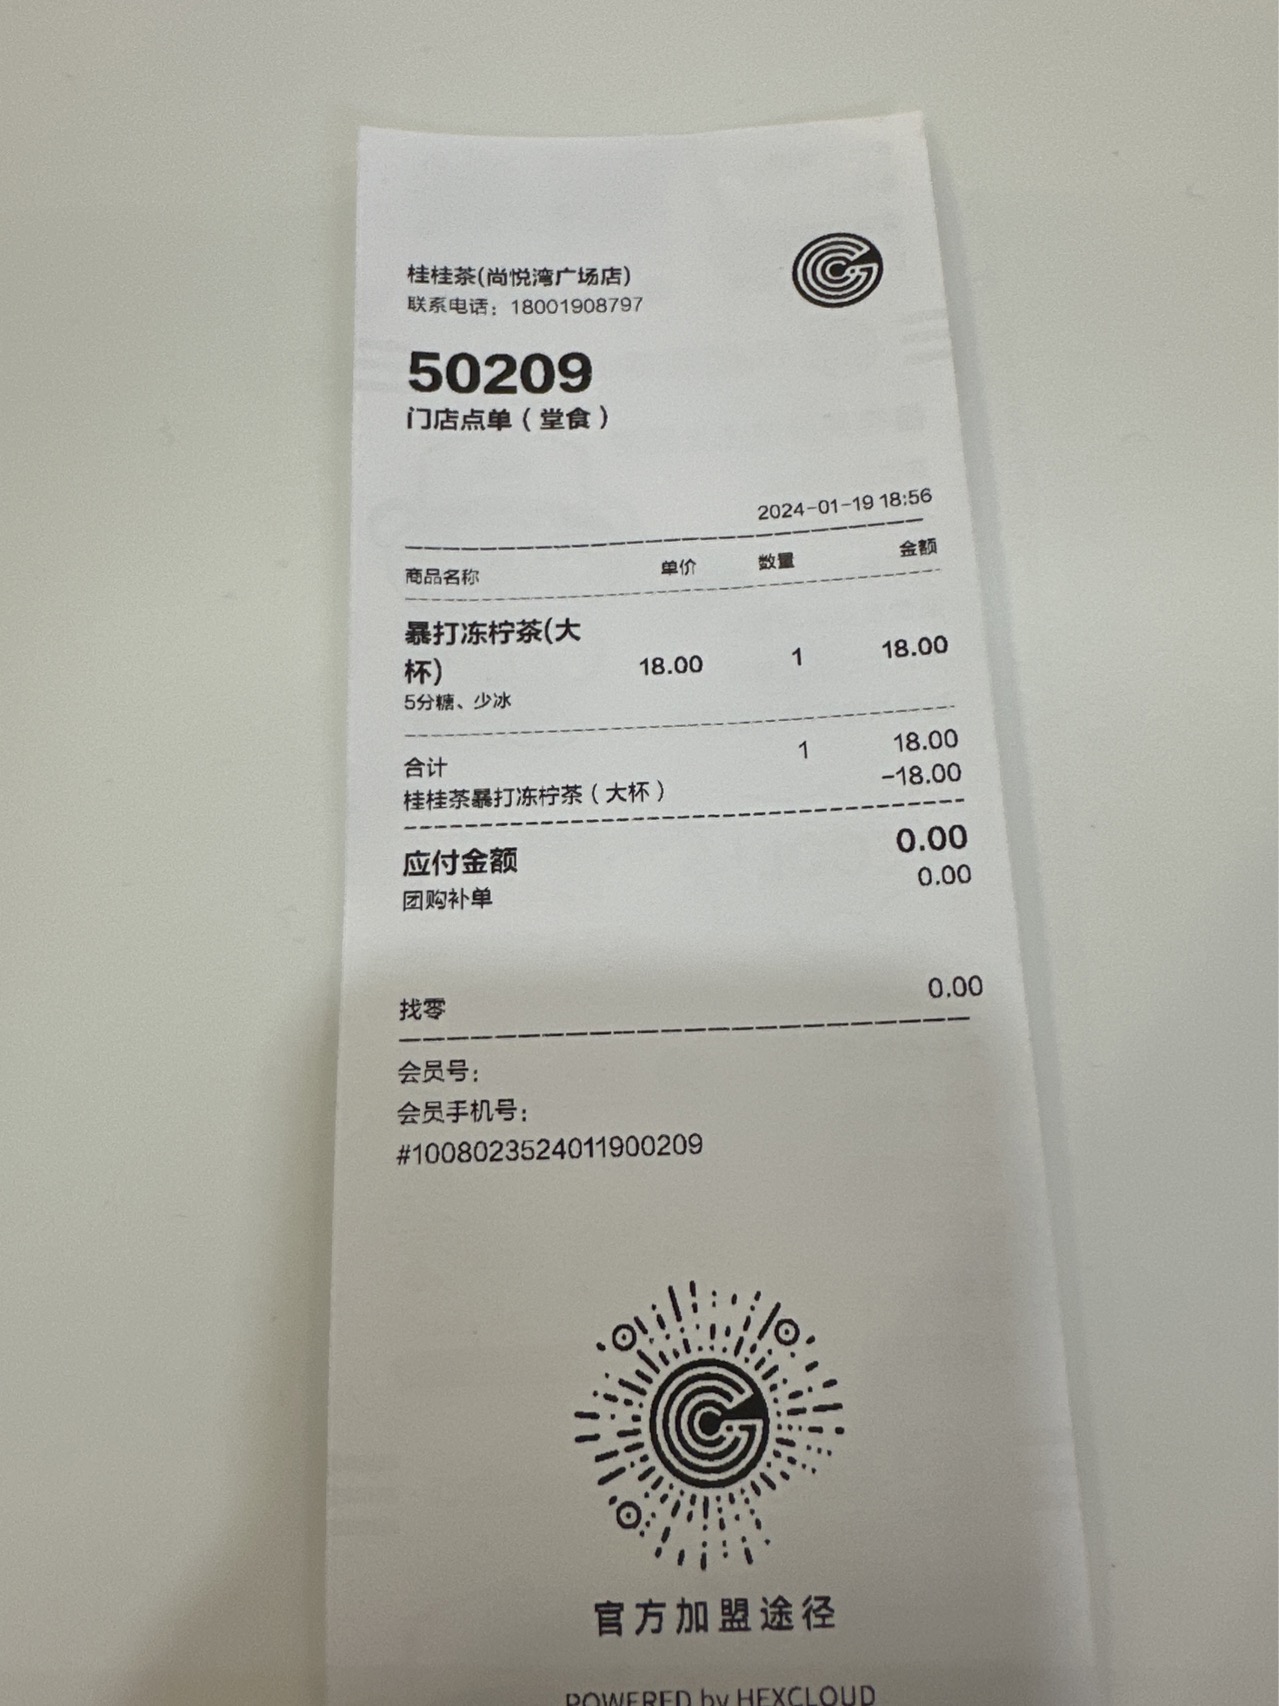 桂桂茶(尚悦湾广场店)
联系电话：18001908797
50209
门店点单（堂食）
2024-01-19 18:56
商品名称 单价 数量 金额
暴打冻柠茶(大
杯) 18.00 1 18.00
5分糖、少冰
合计 1 18.00
桂桂茶暴打冻柠茶（大杯） -18.00
应付金额 0.00
团购补单 0.00
找零 0.00
会员号：
会员手机号：
#1008023524011900209
官方加盟途径
POWERED by HEXCLOUD